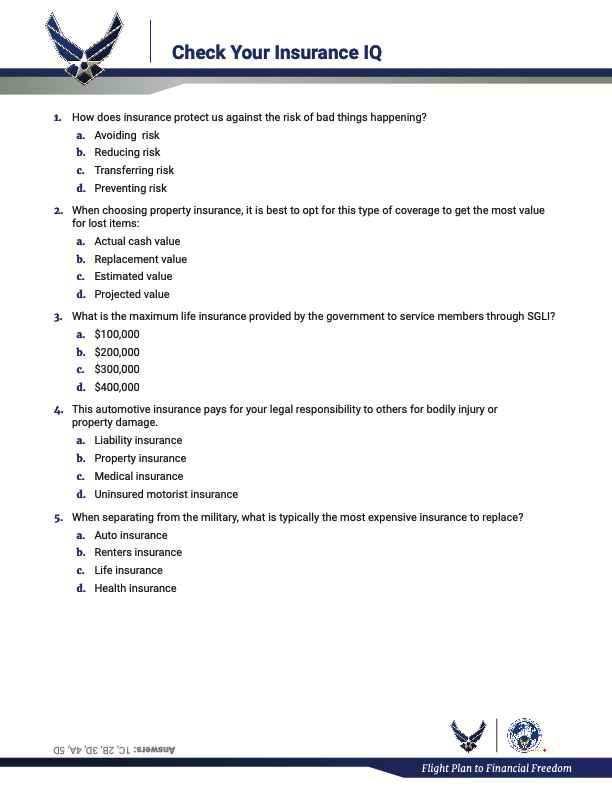 Check Your Insurance IQ
1. How does insurance protect us against the risk of bad things happening?
a. Avoiding risk
b. Reducing risk
c. Transferring risk
d. Preventing risk
2. When choosing property insurance, it is best to opt for this type of coverage to get the most value
for lost items:
a. Actual cash value
b. Replacement value
c. Estimated value
d. Projected value
3. What is the maximum life insurance provided by the government to service members through SGLI?
a. $100,000
b. $200,000
c. $300,000
d. $400,000
4. This automotive insurance pays for your legal responsibility to others for bodily injury or
property damage.
a. Liability insurance
b. Property insurance
c. Medical insurance
d. Uninsured motorist insurance
5. When separating from the military, what is typically the most expensive insurance to replace?
a. Auto insurance
b. Renters insurance
c. Life insurance
d. Health insurance
Answers: 1C, 2B, 3D, 4A, 5D
Flight Plan to Financial Freedom